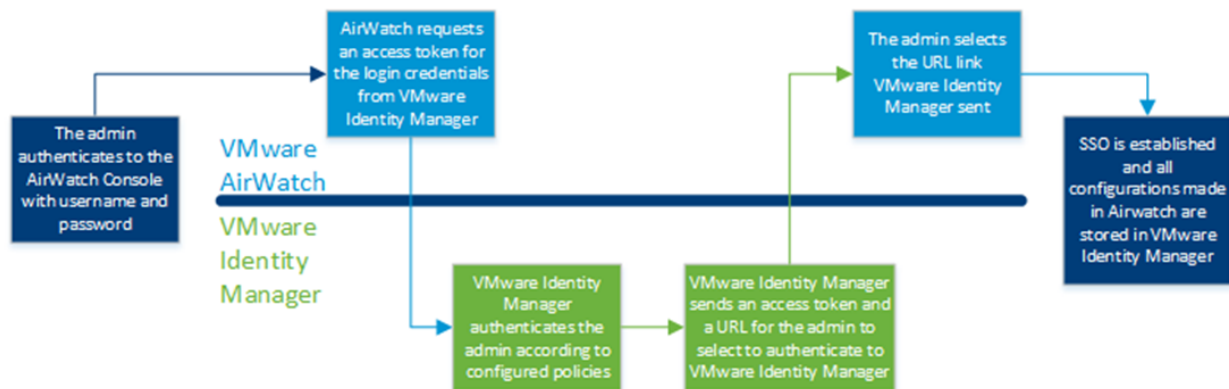 The admin
authenticates to the
AirWatch Console
with username and
password
AirWatch requests
an access token for
the login credentials
from VMware
Identity Manager
VMware
AirWatch
VMware
Identity
Manager
VMware Identity
Manager
authenticates the
admin according to
configured policies
VMware Identity Manager
sends an access token and
a URL for the admin to
select to authenticate to
VMware Identity Manager
The admin selects
the URL link
VMware Identity
Manager sent
SSO is established
and all
configurations made
in Airwatch are
stored in VMware
Identity Manager